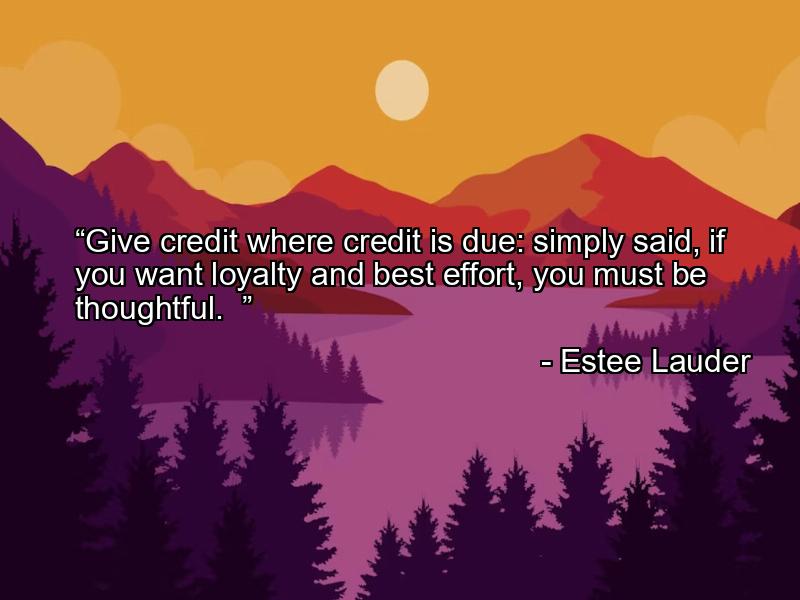 “Give credit where credit is due: simply said, if
you want loyalty and best effort, you must be
thoughtful.  ”
- Estee Lauder